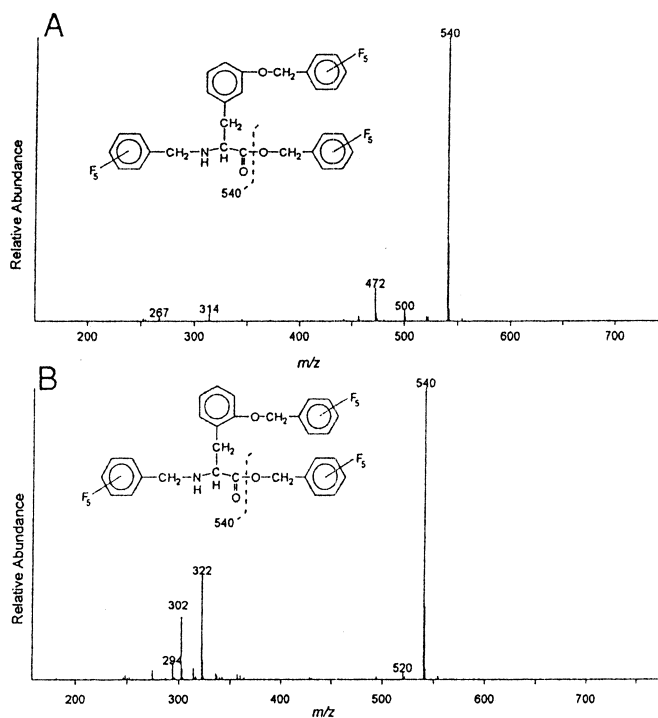 A
540
F₅
O–CH₂
CH₂
F₅
CH₂–N–C–C–O–CH₂
H
H
O
F₅
540
Relative Abundance
472
500
267
314
200
300
400
500
600
700
m/z
B
540
F₅
O–CH₂
CH₂
F₅
CH₂–N–C–C–O–CH₂
H
H
O
F₅
540
Relative Abundance
322
302
294
520
200
300
400
500
600
700
m/z